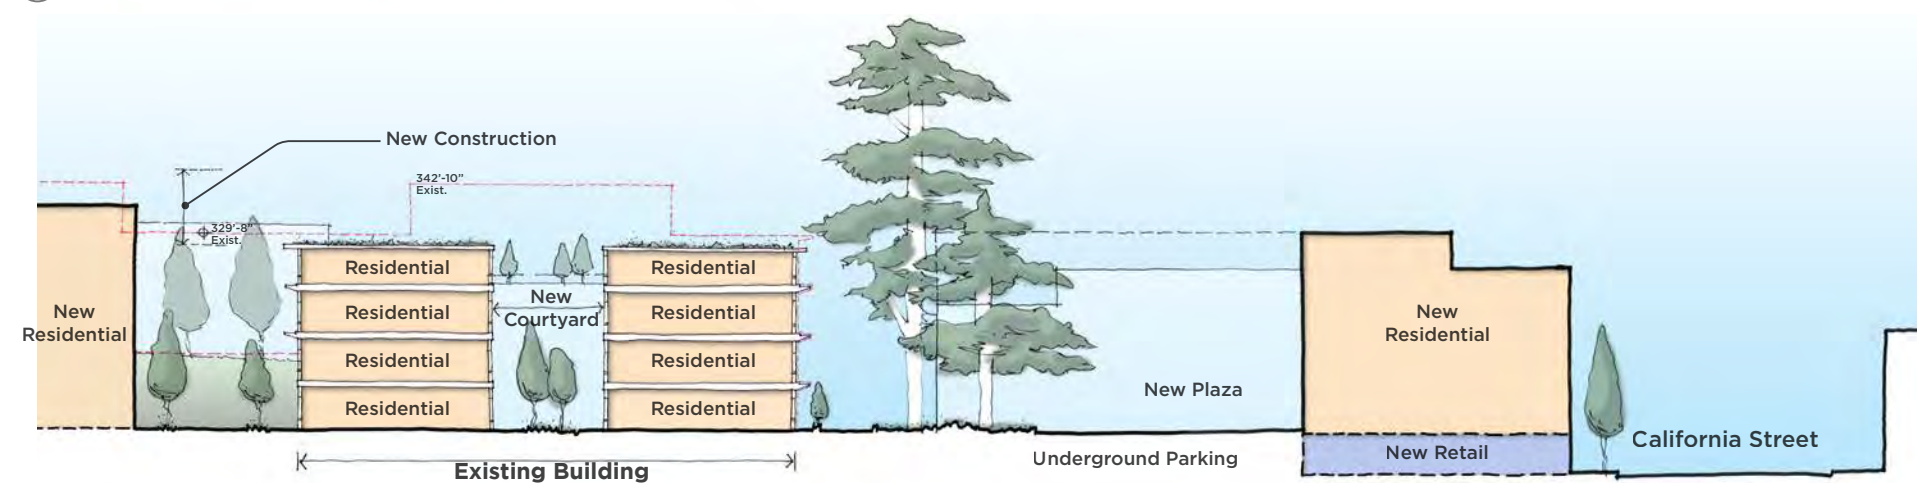 New Construction
342'-10"
Exist.
329'-8"
Exist.
New
Residential
Residential
Residential
Residential
Residential
New
Courtyard
Residential
Residential
Residential
Residential
Existing Building
New Plaza
Underground Parking
New
Residential
New Retail
California Street